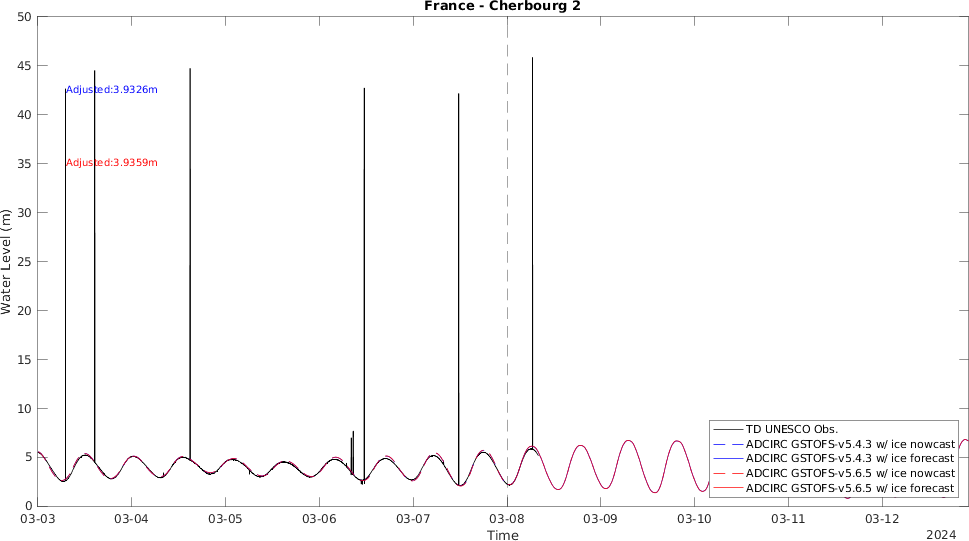 France - Cherbourg 2
50
45
40
35
30
25
20
15
10
5
0
Water Level (m)
Adjusted:3.9326m
Adjusted:3.9359m
TD UNESCO Obs.
ADCIRC GSTOFS-v5.4.3 w/ ice nowcast
ADCIRC GSTOFS-v5.4.3 w/ ice forecast
ADCIRC GSTOFS-v5.6.5 w/ ice nowcast
ADCIRC GSTOFS-v5.6.5 w/ ice forecast
03-03 03-04 03-05 03-06 03-07 03-08 03-09 03-10 03-11 03-12
Time
2024